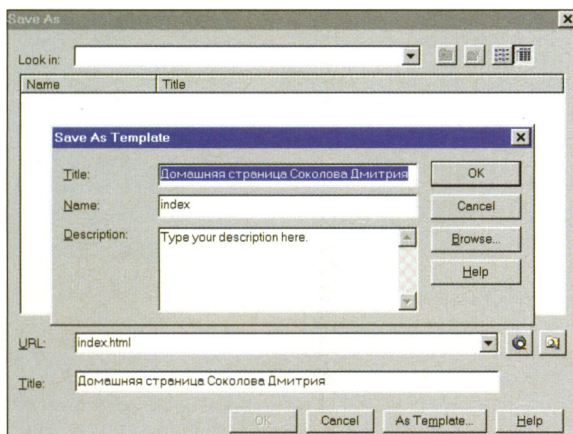 Save As
Look in:
Name Title
Save As Template
Title: Домашняя страница Соколова Дмитрия OK
Name: index Cancel
Description: Type your description here. Browse...
Help
URL: index.html
Title: Домашняя страница Соколова Дмитрия
OK Cancel As Template... Help